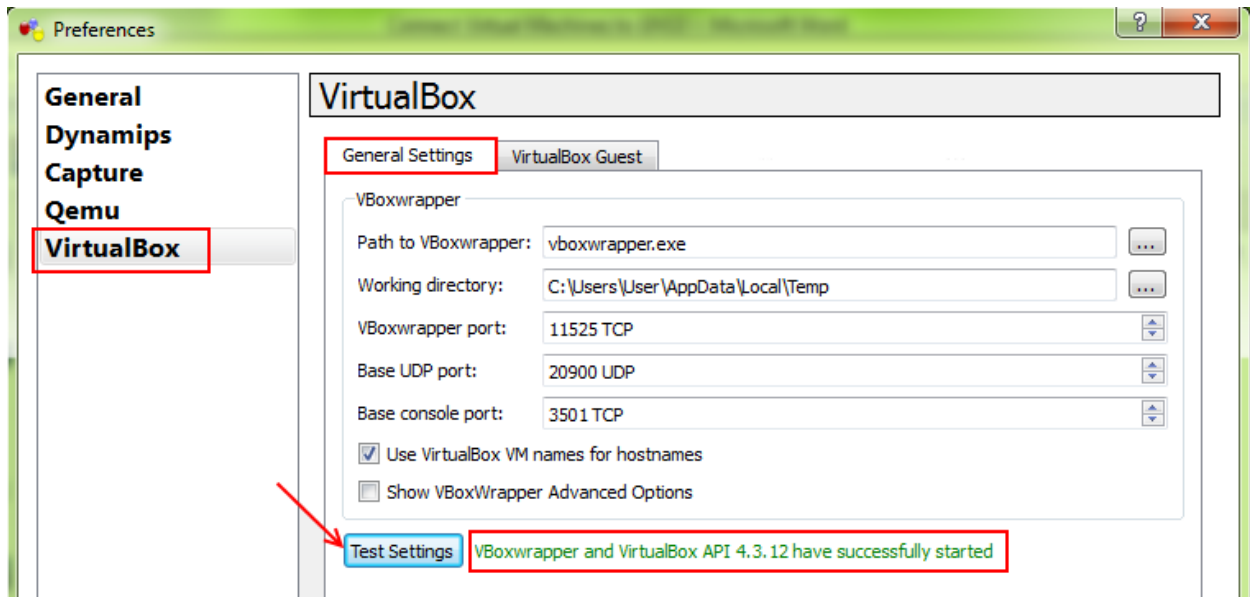 Preferences
?
X
General
Dynamips
Capture
Qemu
VirtualBox
VirtualBox
General Settings
VirtualBox Guest
VBoxwrapper
Path to VBoxwrapper: vboxwrapper.exe ...
Working directory: C:\Users\User\AppData\Local\Temp ...
VBoxwrapper port: 11525 TCP
Base UDP port: 20900 UDP
Base console port: 3501 TCP
Use VirtualBox VM names for hostnames
Show VBoxWrapper Advanced Options
Test Settings VBoxwrapper and VirtualBox API 4.3.12 have successfully started